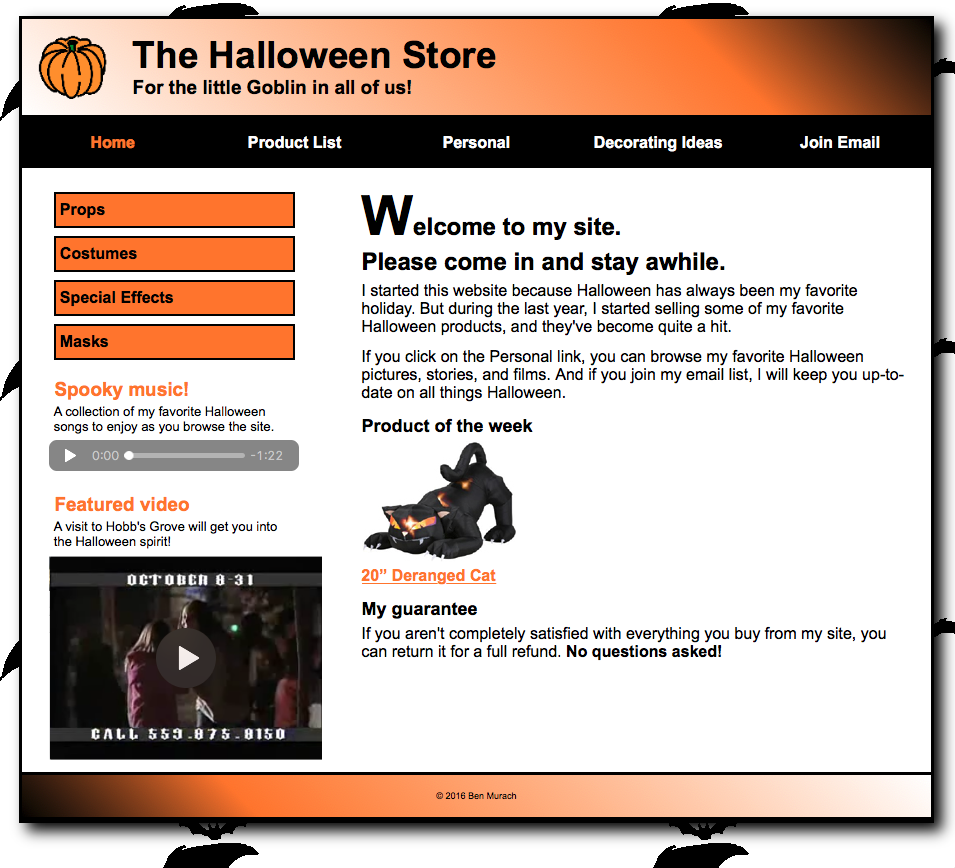 The Halloween Store
For the little Goblin in all of us!
Home Product List Personal Decorating Ideas Join Email
Props
Costumes
Special Effects
Masks
Spooky music!
A collection of my favorite Halloween
songs to enjoy as you browse the site.
0:00 -1:22
Featured video
A visit to Hobb's Grove will get you into
the Halloween spirit!
OCTOBER 8-31
CALL 559.875.8150
Welcome to my site.
Please come in and stay awhile.
I started this website because Halloween has always been my favorite
holiday. But during the last year, I started selling some of my favorite
Halloween products, and they've become quite a hit.
If you click on the Personal link, you can browse my favorite Halloween
pictures, stories, and films. And if you join my email list, I will keep you up-to-
date on all things Halloween.
Product of the week
20” Deranged Cat
My guarantee
If you aren't completely satisfied with everything you buy from my site, you
can return it for a full refund. No questions asked!
© 2016 Ben Murach